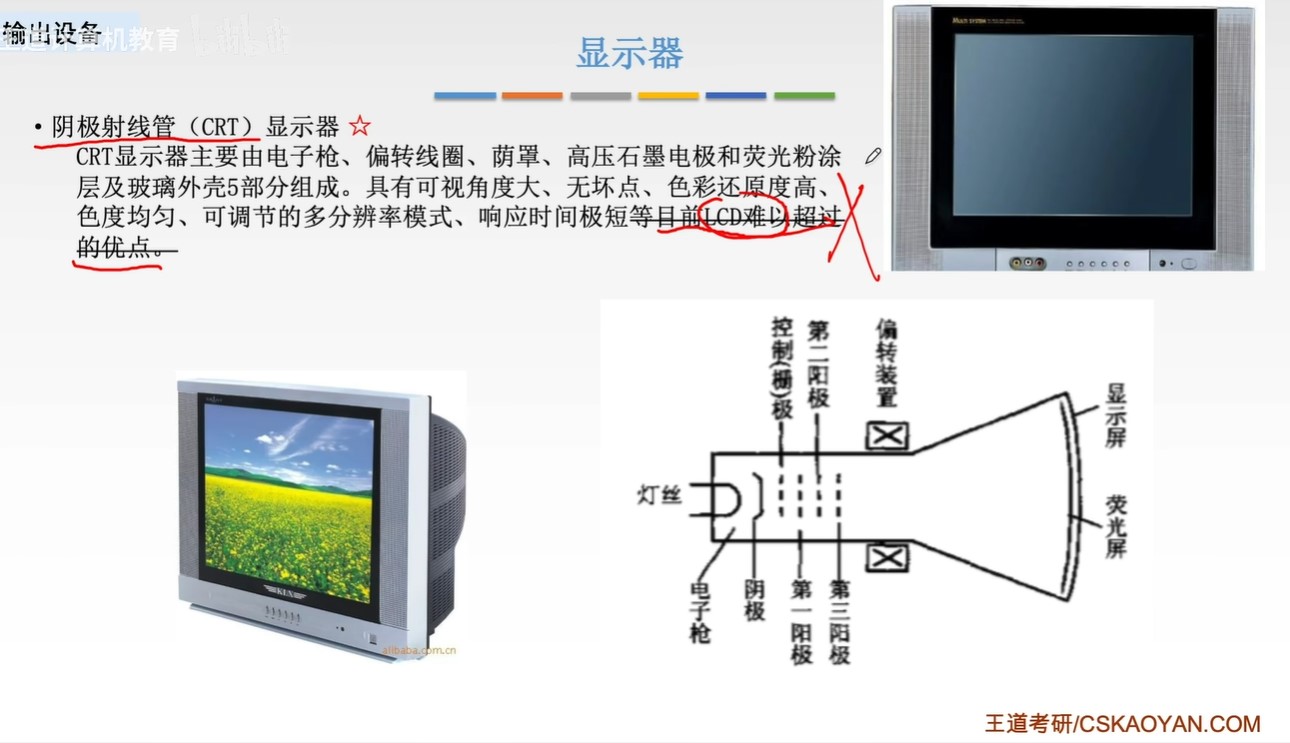 输出设备
王道计算机教育
显示器
• 阴极射线管（CRT）显示器 ☆
CRT显示器主要由电子枪、偏转线圈、荫罩、高压石墨电极和荧光粉涂
层及玻璃外壳5部分组成。具有可视角度大、无坏点、色彩还原度高、
色度均匀、可调节的多分辨率模式、响应时间极短等目前LCD难以超过
的优点。
MULTI SYSTEM
控制(栅)极
第二阳极
偏转装置
显示屏
灯丝
荧光屏
电子枪
阴极
第一阳极
第三阳极
KLN
alibaba.com.cn
王道考研/CSKAOYAN.COM